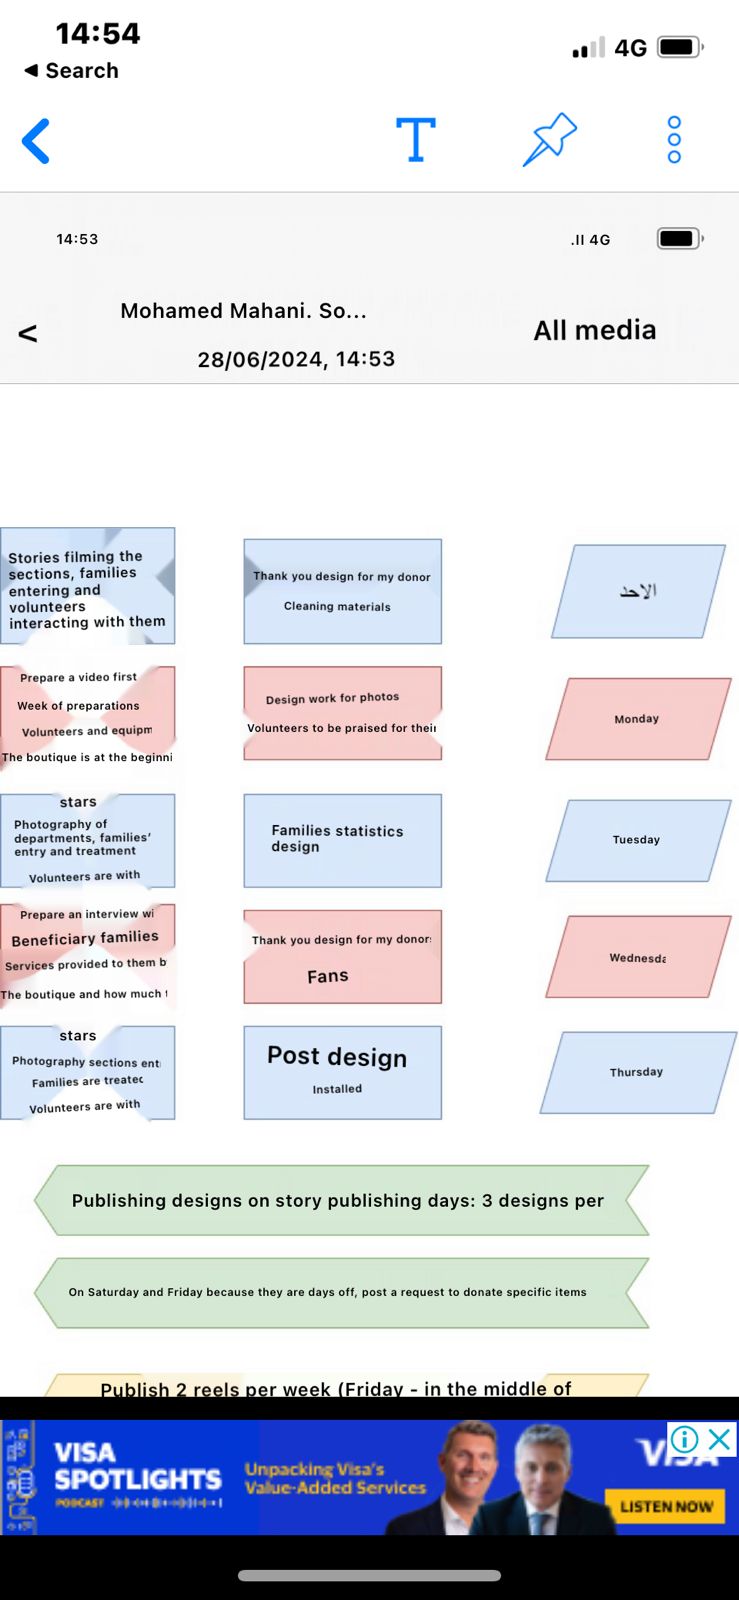 14:54
4G
◀ Search
T
14:53
.ıl 4G
Mohamed Mahani. So...
<
All media
28/06/2024, 14:53
Stories filming the
sections, families
entering and
volunteers
interacting with them
Thank you design for my donor
Cleaning materials
الاحد
Prepare a video first
Week of preparations
Volunteers and equipm
The boutique is at the beginni
Design work for photos
Volunteers to be praised for their
Monday
stars
Photography of
departments, families'
entry and treatment
Volunteers are with
Families statistics
design
Tuesday
Prepare an interview wi
Beneficiary families
Services provided to them b
The boutique and how much
Thank you design for my donor
Fans
Wednesda
stars
Photography sections ent
Families are treated
Volunteers are with
Post design
Installed
Thursday
Publishing designs on story publishing days: 3 designs per
On Saturday and Friday because they are days off, post a request to donate specific items
Publish 2 reels per week (Friday - in the middle of
VISA
SPOTLIGHTS
PODCAST
Unpacking Visa's
Value-Added Services
VISA
LISTEN NOW